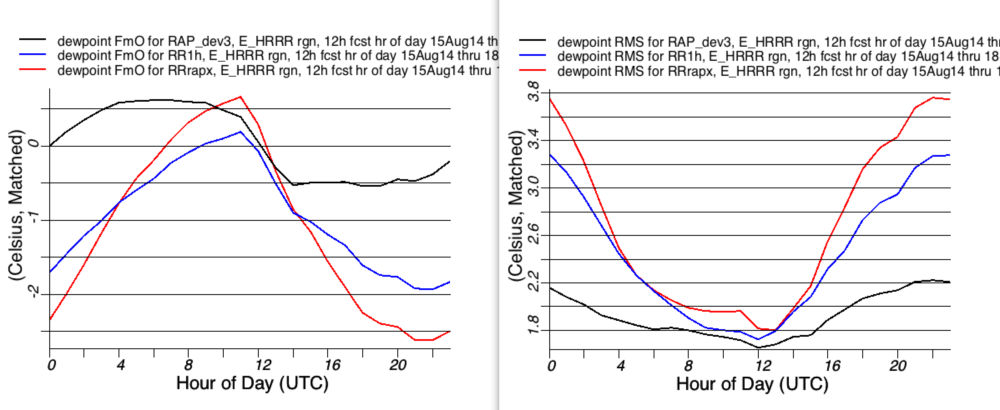 dewpoint FmO for RAP_dev3, E_HRRR rgn, 12h fcst hr of day 15Aug14 th
dewpoint FmO for RR1h, E_HRRR rgn, 12h fcst hr of day 15Aug14 thru 18
dewpoint FmO for RRrapx, E_HRRR rgn, 12h fcst hr of day 15Aug14 thru 1
(Celsius, Matched)
0
-1
-2
0 4 8 12 16 20
Hour of Day (UTC)
dewpoint RMS for RAP_dev3, E_HRRR rgn, 12h fcst hr of day 15Aug14 thr
dewpoint RMS for RR1h, E_HRRR rgn, 12h fcst hr of day 15Aug14 thru 18
dewpoint RMS for RRrapx, E_HRRR rgn, 12h fcst hr of day 15Aug14 thru 1
(Celsius, Matched)
3.8
3.4
3.0
2.6
2.2
1.8
0 4 8 12 16 20
Hour of Day (UTC)